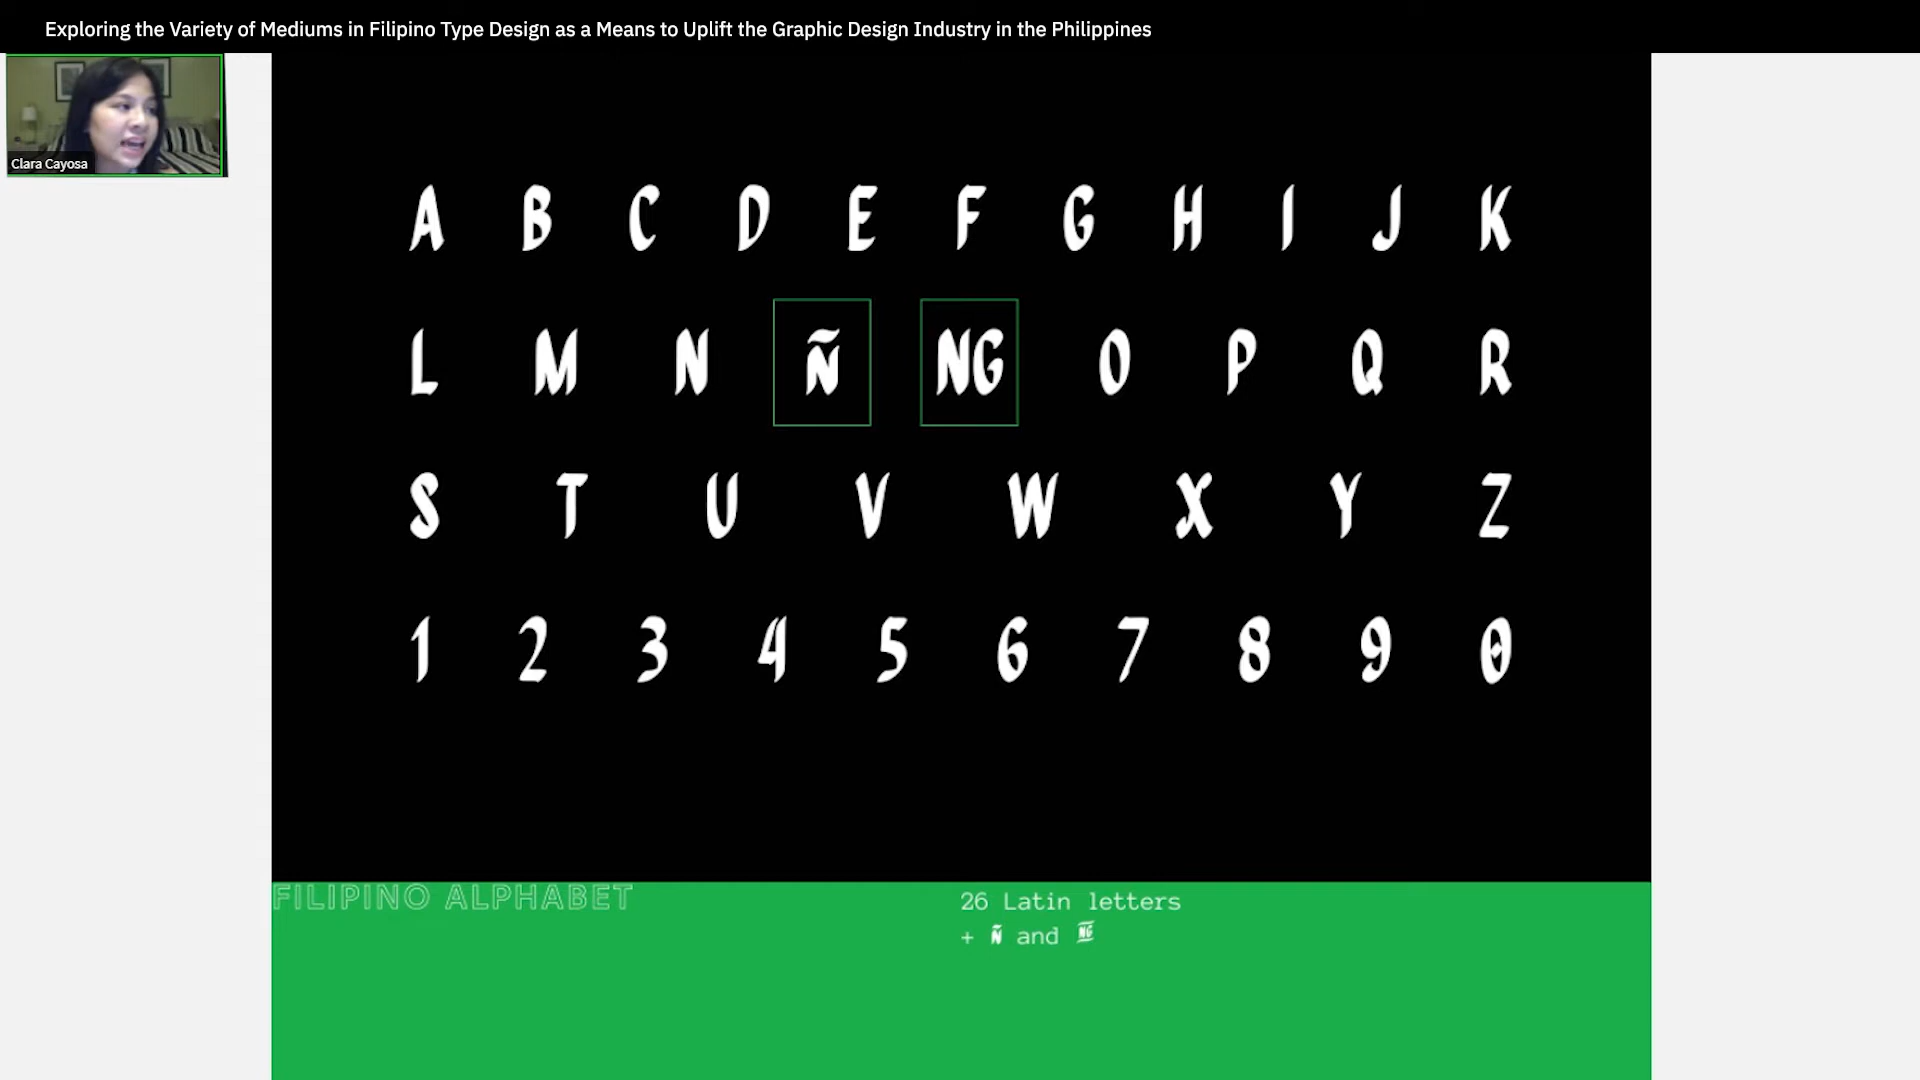 Exploring the Variety of Mediums in Filipino Type Design as a Means to Uplift the Graphic Design Industry in the Philippines
Clara Cayosa
A B C D E F G H I J K
L M N Ñ NG O P Q R
S T U V W X Y Z
1 2 3 4 5 6 7 8 9 0
FILIPINO ALPHABET
26 Latin letters
+ Ñ and NG